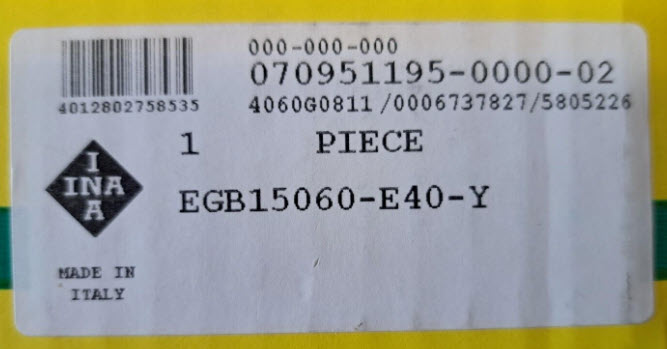 000-000-000
070951195-0000-02
4012802758535
4060G0811/0006737827/5805226
1 PIECE
I
INA
A
EGB15060-E40-Y
MADE IN
ITALY